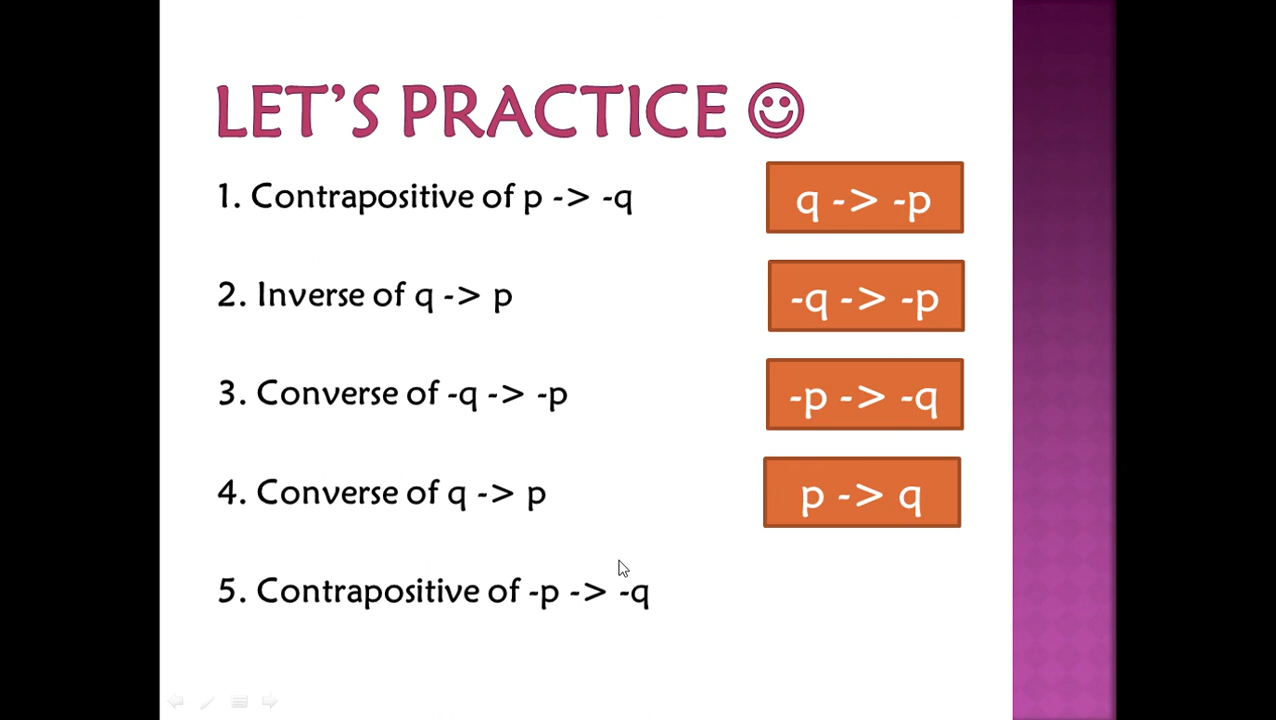 LET'S PRACTICE ☺
1. Contrapositive of p -> -q
q -> -p
2. Inverse of q -> p
-q -> -p
3. Converse of -q -> -p
-p -> -q
4. Converse of q -> p
p -> q
5. Contrapositive of -p -> -q